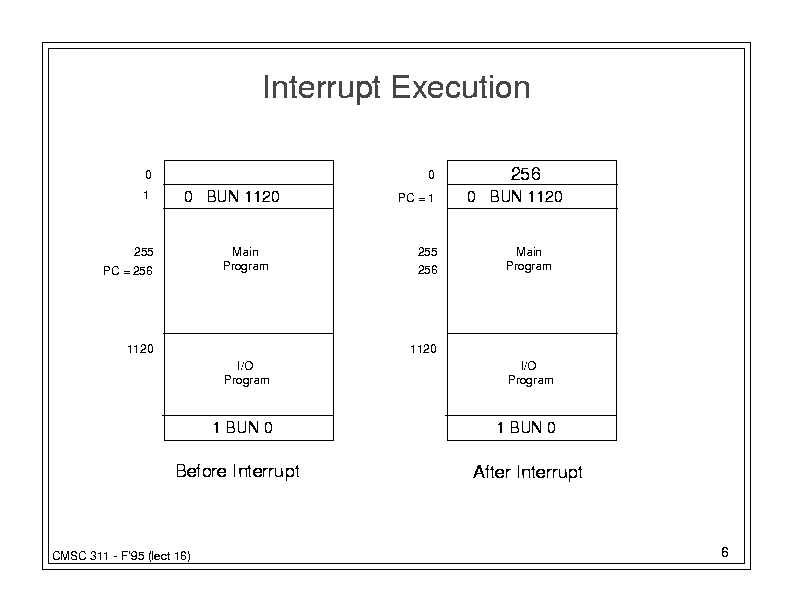 Interrupt Execution
0
1 0 BUN 1120
255 Main
PC = 256 Program
1120
I/O
Program
1 BUN 0
Before Interrupt
0 256
PC = 1 0 BUN 1120
255 Main
256 Program
1120
I/O
Program
1 BUN 0
After Interrupt
CMSC 311 - F'95 (lect 16)
6